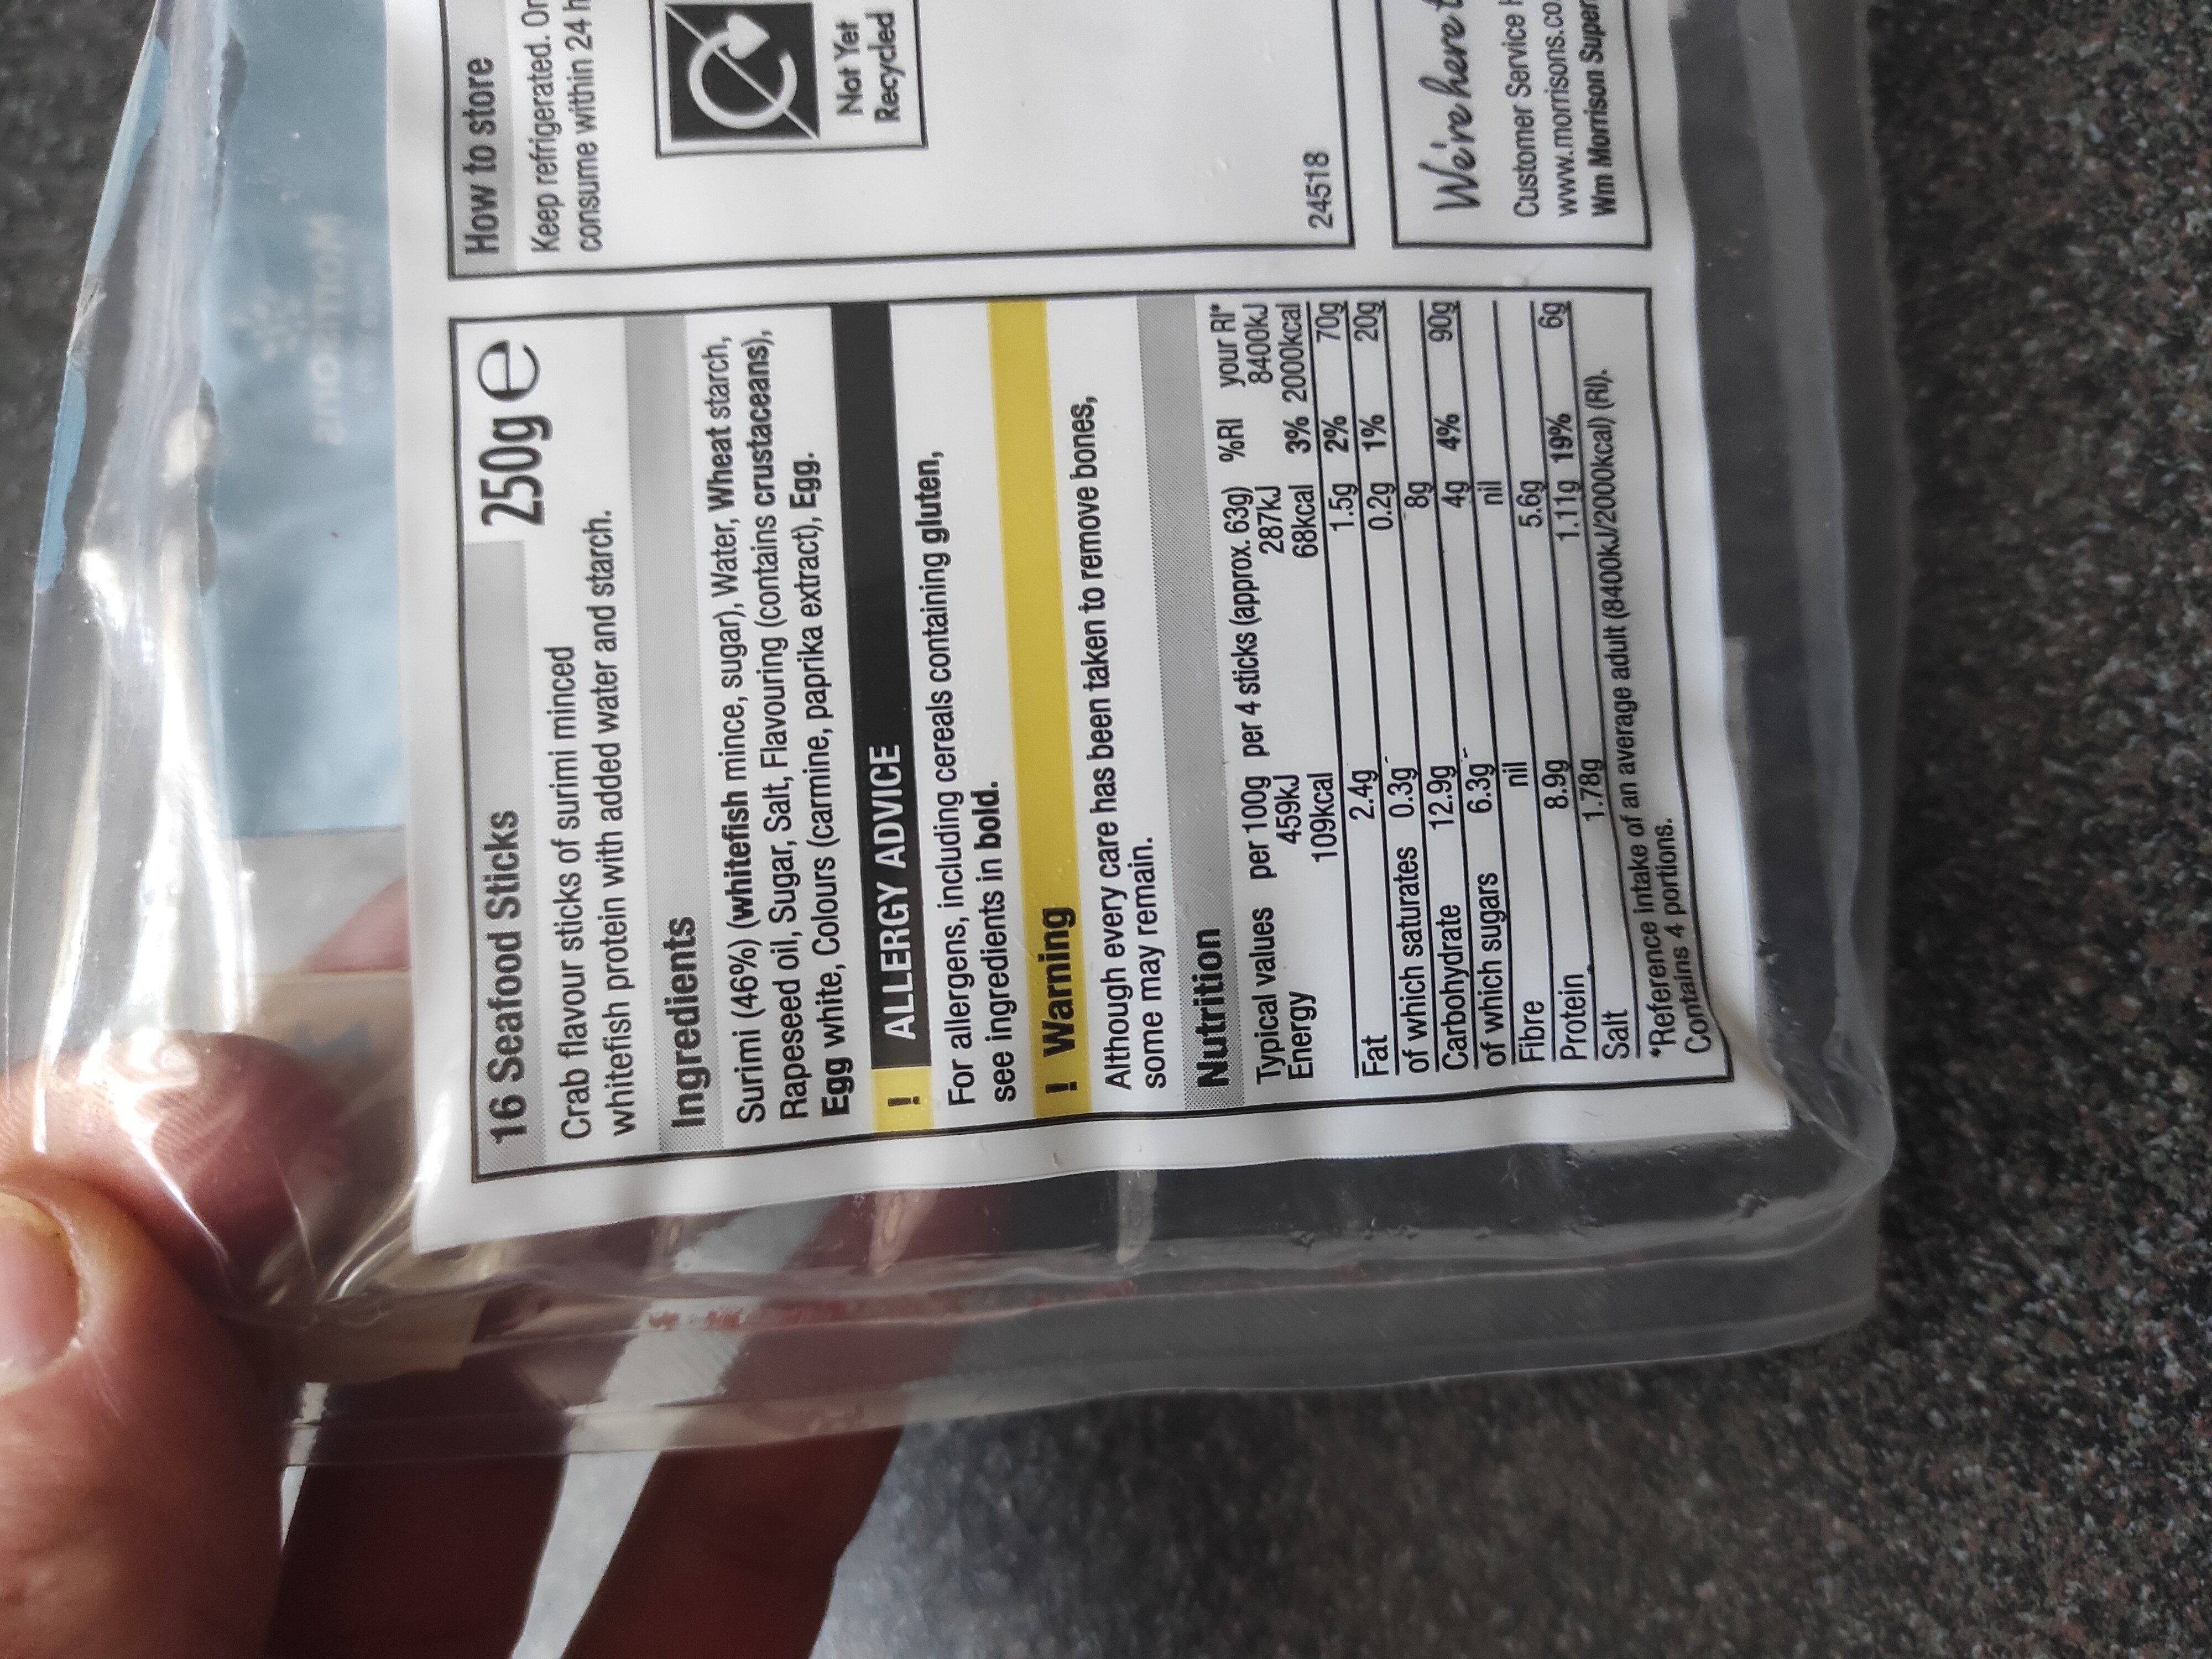 16 Seafood Sticks 250g ℮
Crab flavour sticks of surimi minced
whitefish protein with added water and starch.
Ingredients
Surimi (46%) (whitefish mince, sugar), Water, Wheat starch,
Rapeseed oil, Sugar, Salt, Flavouring (contains crustaceans),
Egg white, Colours (carmine, paprika extract), Egg.
! ALLERGY ADVICE
For allergens, including cereals containing gluten,
see ingredients in bold.
! Warning
Although every care has been taken to remove bones,
some may remain.
Nutrition
Typical values per 100g per 4 sticks (approx. 63g) %RI your RI*
Energy 459kJ 287kJ 8400kJ
109kcal 68kcal 3% 2000kcal
Fat 2.4g 1.5g 2% 70g
of which saturates 0.3g 0.2g 1% 20g
Carbohydrate 12.9g 8g
of which sugars 6.3g 4g 4% 90g
Fibre nil nil
Protein 8.9g 5.6g
Salt 1.78g 1.11g 19% 6g
*Reference intake of an average adult (8400kJ/2000kcal) (RI).
Contains 4 portions.
How to store
Keep refrigerated.
consume within 24
Not Yet
Recycled
24518
We're here
Customer Service
www.morrisons.co
Wm Morrison
MORRISONS